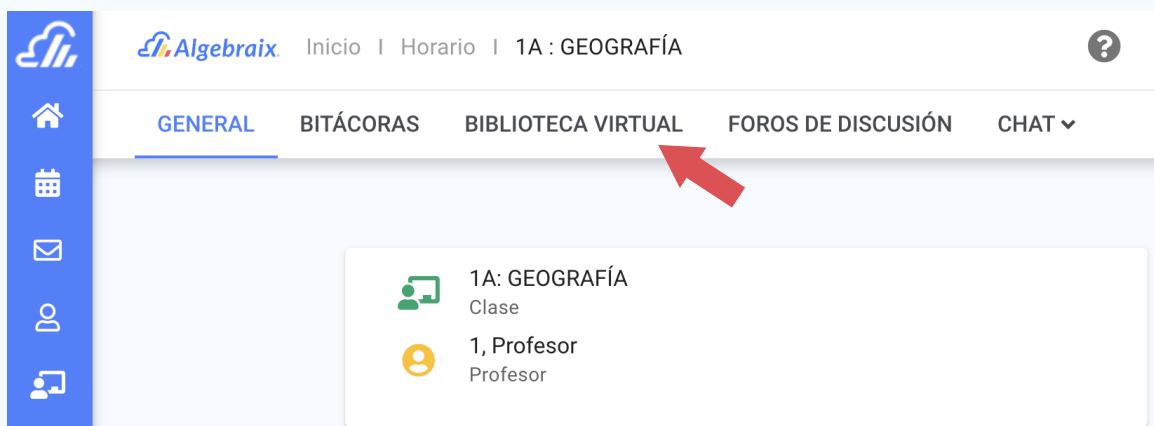 Algebraix. Inicio I Horario I 1A : GEOGRAFÍA
GENERAL BITÁCORAS BIBLIOTECA VIRTUAL FOROS DE DISCUSIÓN CHAT
1A: GEOGRAFÍA
Clase
1, Profesor
Profesor